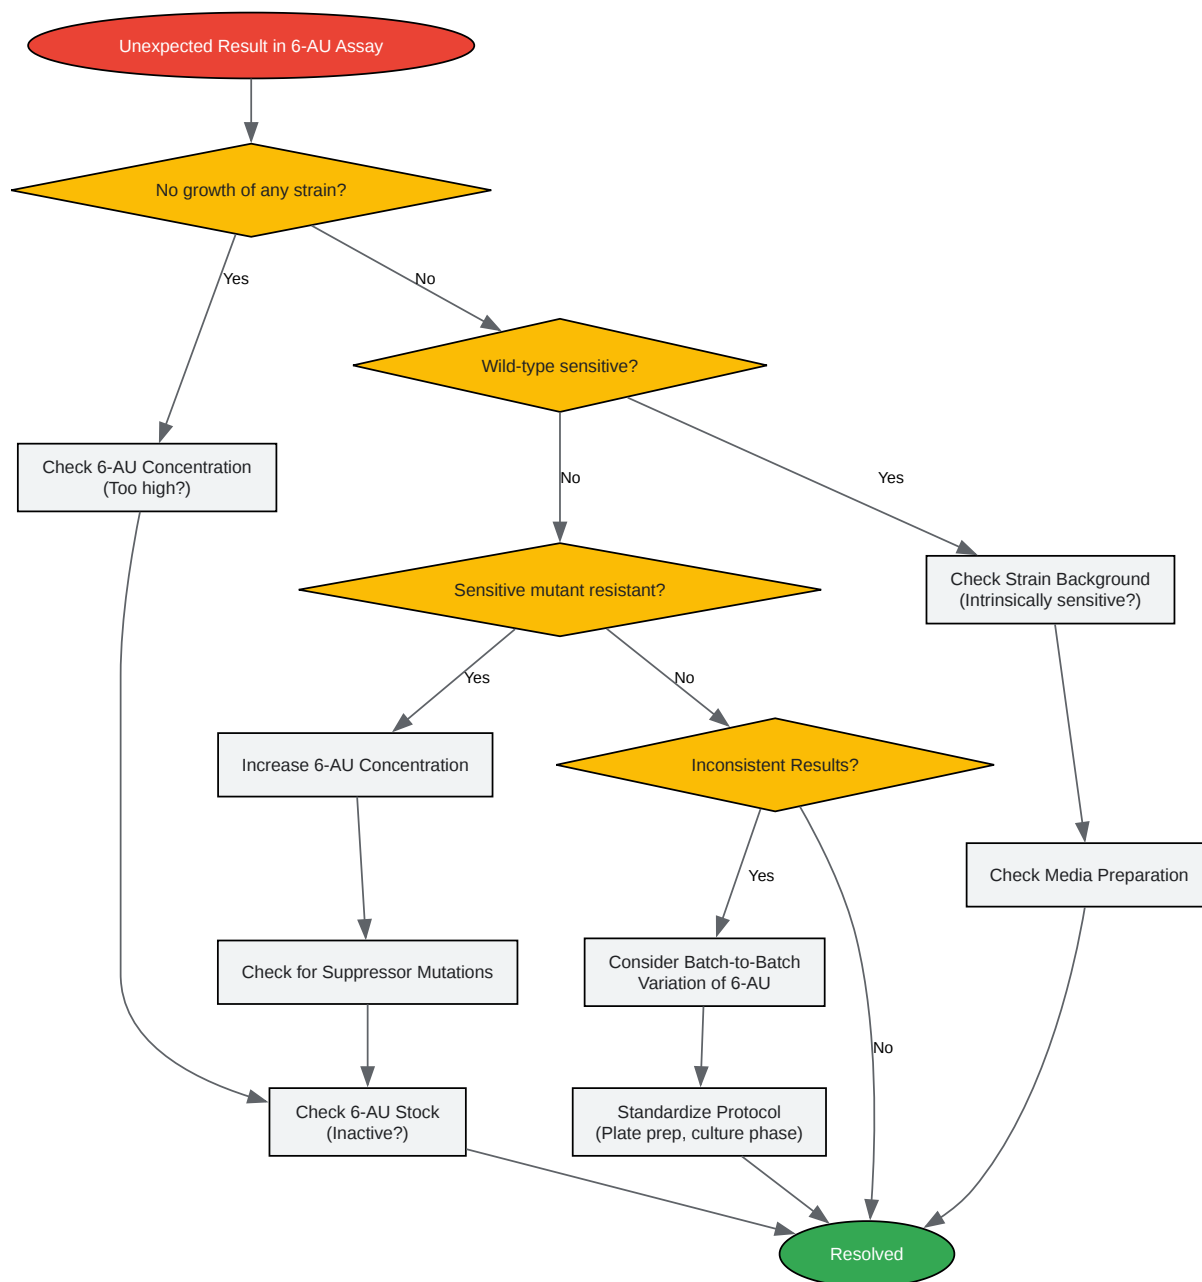 Unexpected Result in 6-AU Assay
No growth of any strain?
Yes
No
Wild-type sensitive?
Check 6-AU Concentration
(Too high?)
No
Yes
Sensitive mutant resistant?
Check Strain Background
(Intrinsically sensitive?)
Yes
No
Increase 6-AU Concentration
Inconsistent Results?
Yes
Check Media Preparation
Check for Suppressor Mutations
Consider Batch-to-Batch
Variation of 6-AU
No
Check 6-AU Stock
(Inactive?)
Standardize Protocol
(Plate prep, culture phase)
Resolved